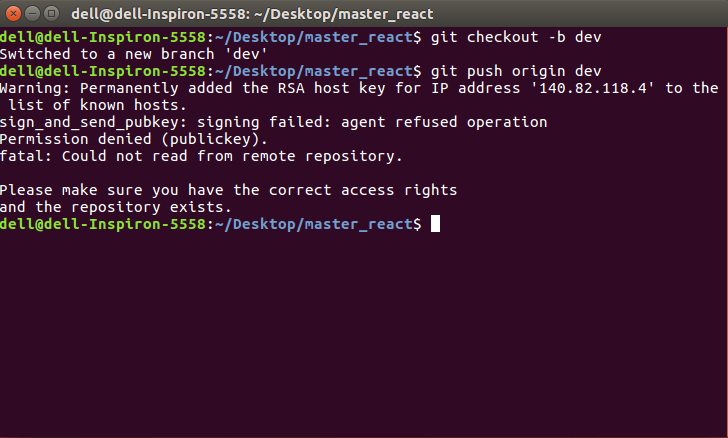 dell@dell-Inspiron-5558: ~/Desktop/master_react
dell@dell-Inspiron-5558:~/Desktop/master_react$ git checkout -b dev
Switched to a new branch 'dev'
dell@dell-Inspiron-5558:~/Desktop/master_react$ git push origin dev
Warning: Permanently added the RSA host key for IP address '140.82.118.4' to the
 list of known hosts.
sign_and_send_pubkey: signing failed: agent refused operation
Permission denied (publickey).
fatal: Could not read from remote repository.

Please make sure you have the correct access rights
and the repository exists.
dell@dell-Inspiron-5558:~/Desktop/master_react$